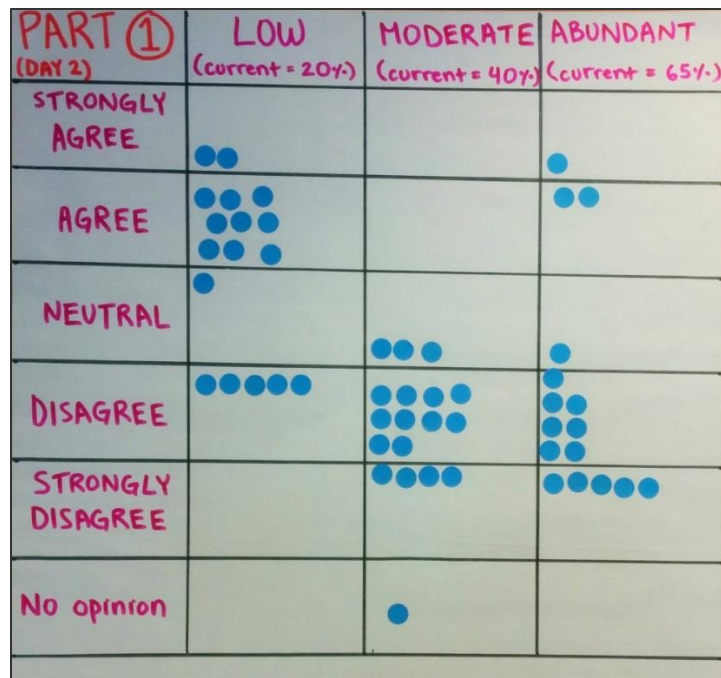 PART 1
(DAY 2)
LOW
(current = 20%)
MODERATE
(current = 40%)
ABUNDANT
(current = 65%)
STRONGLY
AGREE
AGREE
NEUTRAL
DISAGREE
STRONGLY
DISAGREE
No opinion